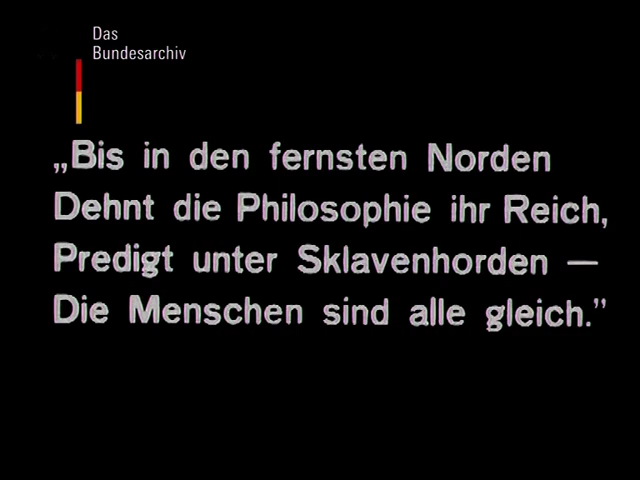 Das
Bundesarchiv
„Bis in den fernsten Norden
Dehnt die Philosophie ihr Reich,
Predigt unter Sklavenhorden —
Die Menschen sind alle gleich.”